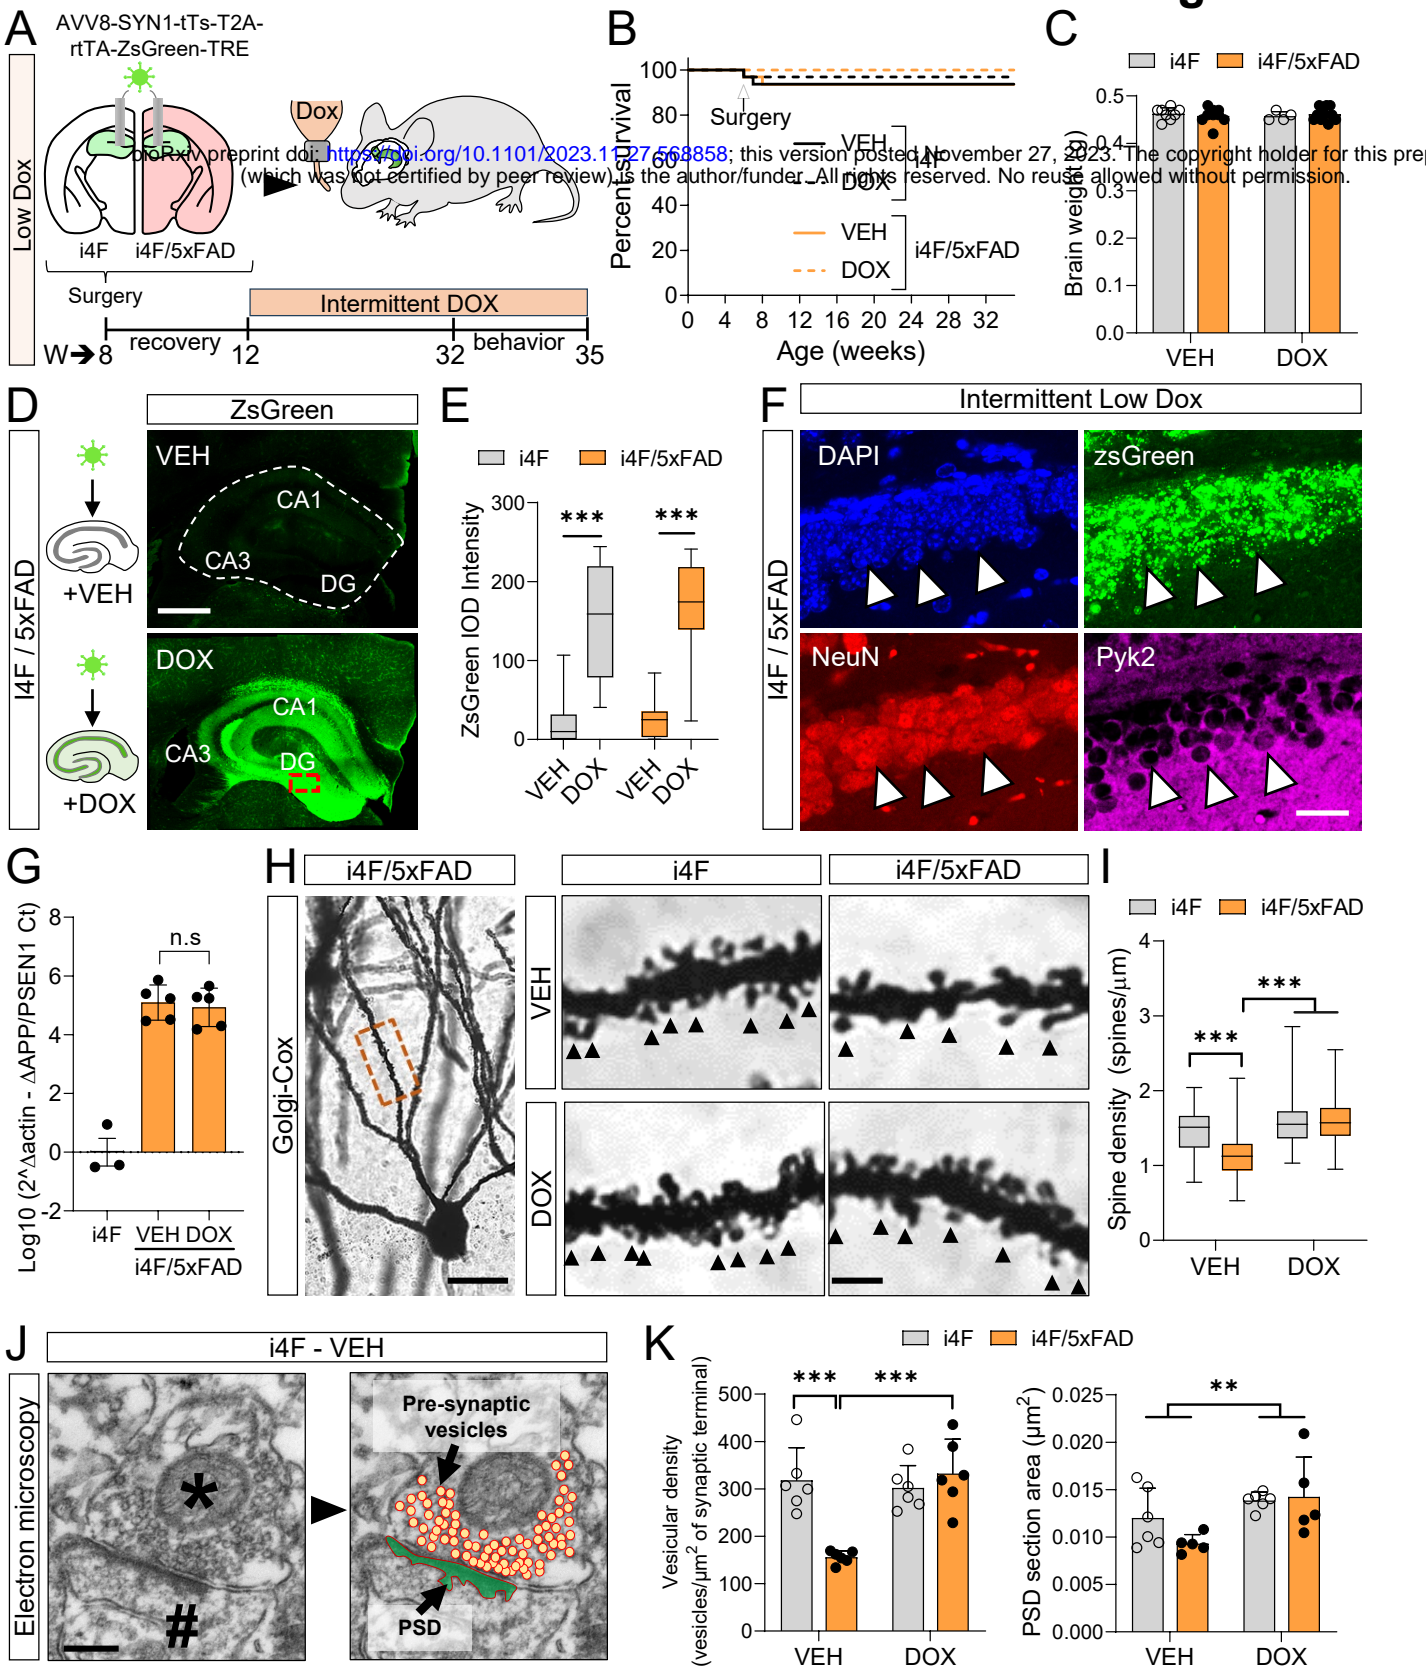 A
AVV8-SYN1-tTs-T2A-
rtTA-ZsGreen-TRE
Low Dox
Dox
i4F
i4F/5xFAD
Surgery
Intermittent DOX
recovery
behavior
W
8
12
32
35
bioRxiv preprint doi: https://doi.org/10.1101/2023.11.27.568858; this version posted November 27, 2023. The copyright holder for this prep
(which was not certified by peer review) is the author/funder. All rights reserved. No reuse allowed without permission.
B
Percent survival
100
80
60
40
20
0
Surgery
VEH
DOX
i4F
VEH
DOX
i4F/5xFAD
0 4 8 12 16 20 24 28 32
Age (weeks)
C
i4F
i4F/5xFAD
Brain weight (g)
0.5
0.4
0.3
0.2
0.1
0.0
VEH
DOX
D
ZsGreen
I4F / 5xFAD
+VEH
+DOX
VEH
CA1
CA3
DG
DOX
CA1
CA3
DG
E
i4F
i4F/5xFAD
ZsGreen IOD Intensity
300
200
100
0
***
***
VEH
DOX
VEH
DOX
F
Intermittent Low Dox
I4F / 5xFAD
DAPI
zsGreen
NeuN
Pyk2
G
Log10 (2^Δactin - ΔAPP/PSEN1 Ct)
8
6
4
2
0
-2
n.s
i4F
VEH DOX
i4F/5xFAD
H
i4F/5xFAD
i4F
i4F/5xFAD
Golgi-Cox
VEH
DOX
I
i4F
i4F/5xFAD
Spine density (spines/μm)
4
3
2
1
0
***
***
VEH
DOX
J
i4F - VEH
Electron microscopy
*
#
Pre-synaptic
vesicles
PSD
K
i4F
i4F/5xFAD
Vesicular density
(vesicles/μm² of synaptic terminal)
500
400
300
200
100
0
***
***
VEH
DOX
PSD section area (μm²)
0.025
0.020
0.015
0.010
0.005
0.000
**
VEH
DOX